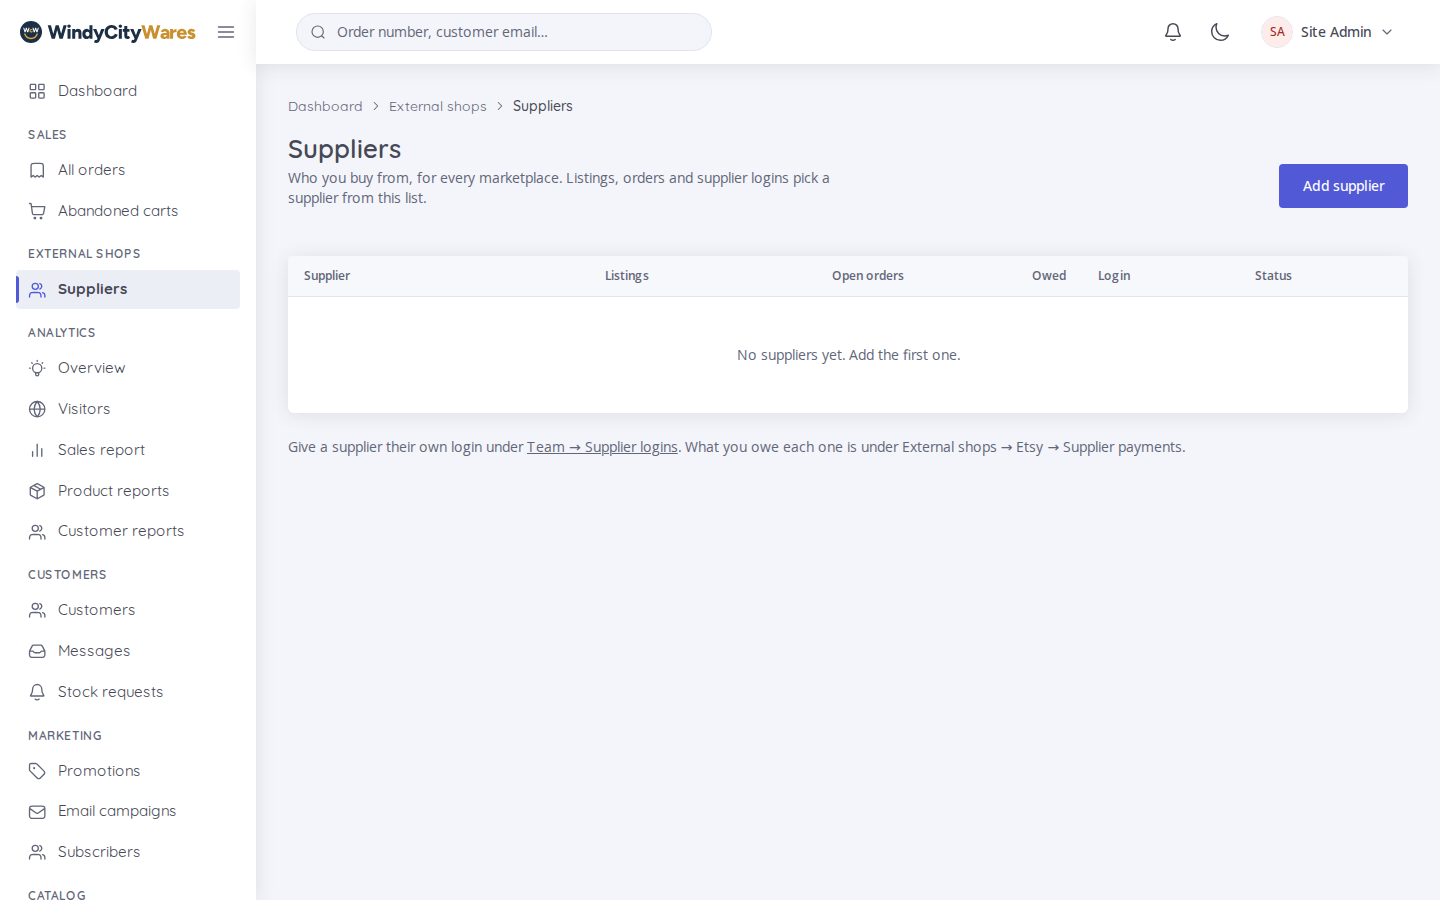 WindyCityWares
Order number, customer email...
SA
Site Admin
Dashboard
SALES
All orders
Abandoned carts
EXTERNAL SHOPS
Suppliers
ANALYTICS
Overview
Visitors
Sales report
Product reports
Customer reports
CUSTOMERS
Customers
Messages
Stock requests
MARKETING
Promotions
Email campaigns
Subscribers
CATALOG
Dashboard > External shops > Suppliers
Suppliers
Who you buy from, for every marketplace. Listings, orders and supplier logins pick a
supplier from this list.
Add supplier
Supplier Listings Open orders Owed Login Status
No suppliers yet. Add the first one.
Give a supplier their own login under Team → Supplier logins. What you owe each one is under External shops → Etsy → Supplier payments.